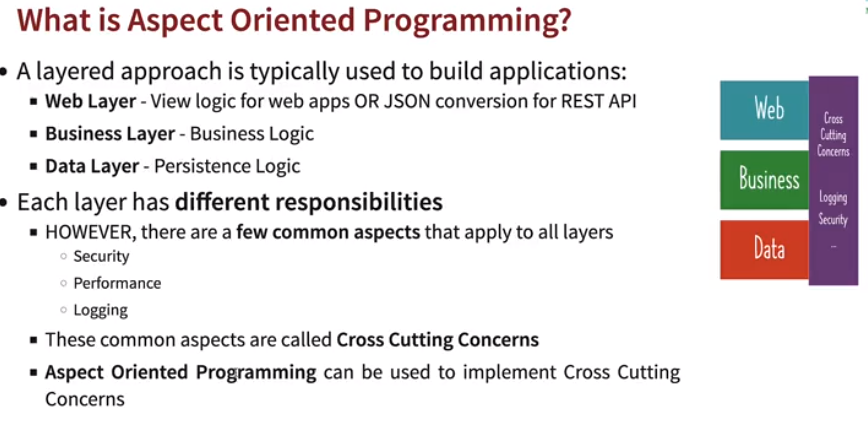 What is Aspect Oriented Programming?
• A layered approach is typically used to build applications:
▪ Web Layer - View logic for web apps OR JSON conversion for REST API
▪ Business Layer - Business Logic
▪ Data Layer - Persistence Logic
• Each layer has different responsibilities
▪ HOWEVER, there are a few common aspects that apply to all layers
○ Security
○ Performance
○ Logging
▪ These common aspects are called Cross Cutting Concerns
▪ Aspect Oriented Programming can be used to implement Cross Cutting
Concerns
Web
Business
Data
Cross
Cutting
Concerns
Logging
Security
...